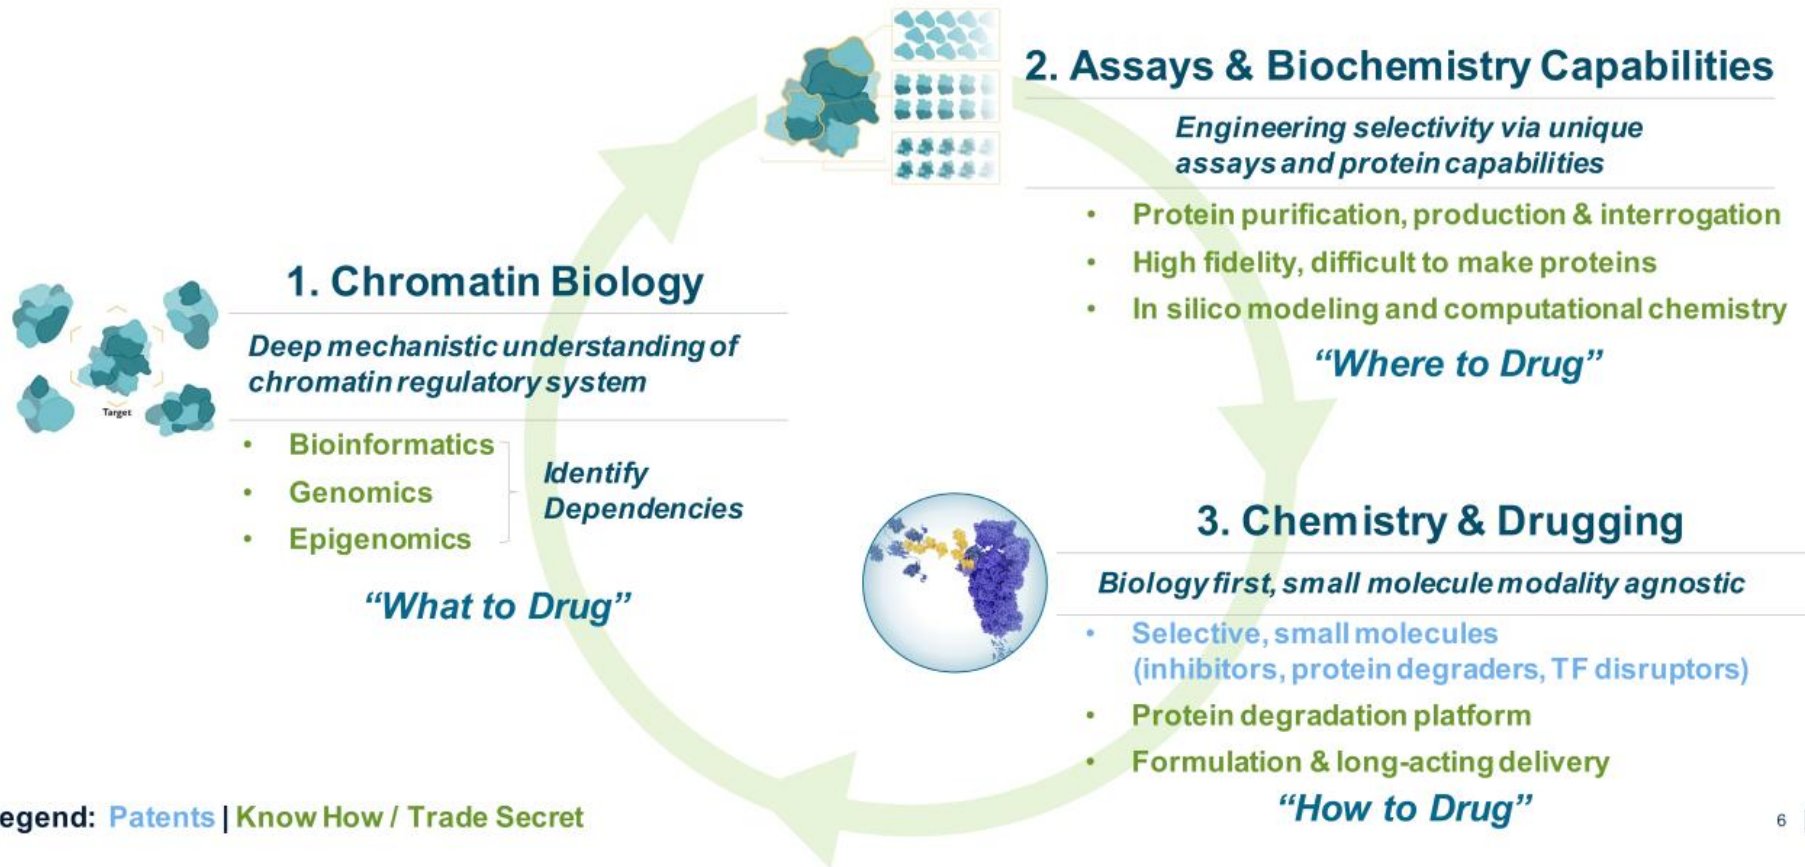 1. Chromatin Biology
Deep mechanistic understanding of
chromatin regulatory system
Target
• Bioinformatics
• Genomics
• Epigenomics
Identify
Dependencies
“What to Drug”
2. Assays & Biochemistry Capabilities
Engineering selectivity via unique
assays and protein capabilities
• Protein purification, production & interrogation
• High fidelity, difficult to make proteins
• In silico modeling and computational chemistry
“Where to Drug”
3. Chemistry & Drugging
Biology first, small molecule modality agnostic
• Selective, small molecules
(inhibitors, protein degraders, TF disruptors)
• Protein degradation platform
• Formulation & long-acting delivery
“How to Drug”
egend: Patents | Know How / Trade Secret
6